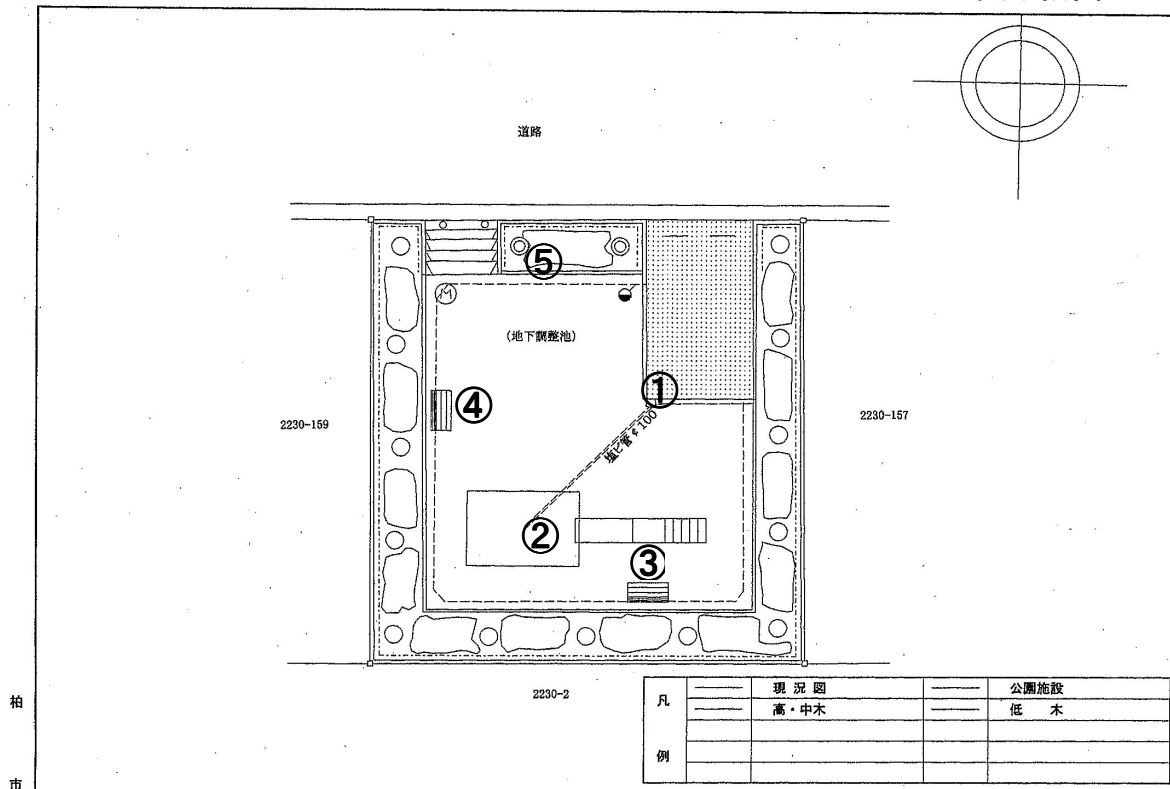 道路
⑤
M
(地下調整池)
①
④
2230-159
2230-157
塩ビ管φ100
②
③
2230-2
凡例
現況図
公園施設
高・中木
低木
柏市